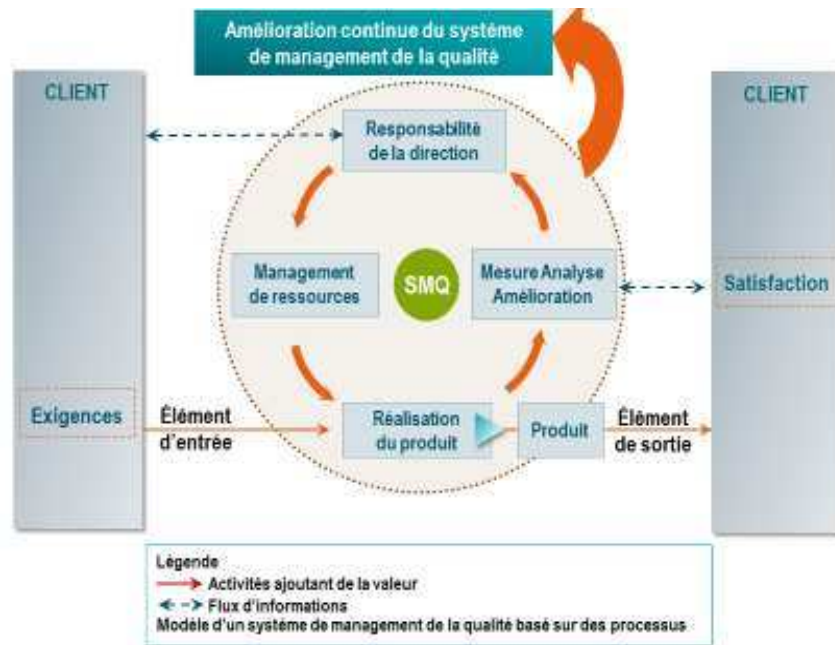 Amélioration continue du système
de management de la qualité
CLIENT
CLIENT
Responsabilité
de la direction
Management
de ressources
SMQ
Mesure Analyse
Amélioration
Satisfaction
Exigences
Élément
d'entrée
Réalisation
du produit
Produit
Élément
de sortie
Légende
Activités ajoutant de la valeur
Flux d'informations
Modèle d'un système de management de la qualité basé sur des processus